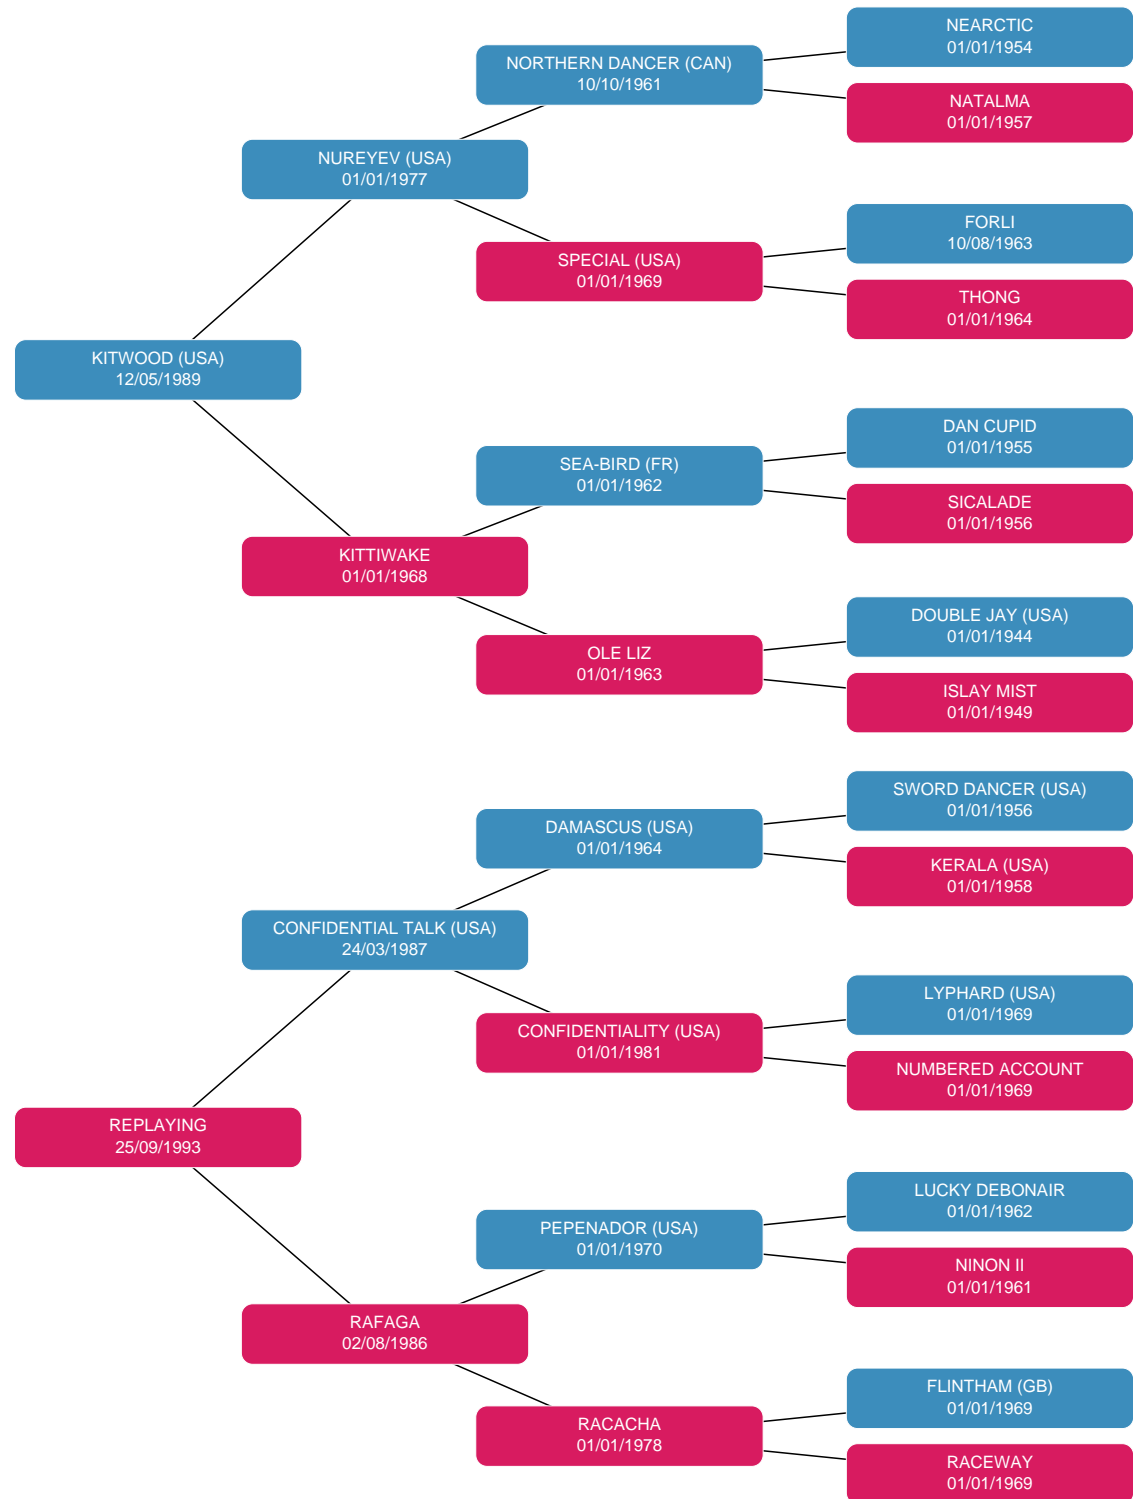 NEARCTIC
01/01/1954
NORTHERN DANCER (CAN)
10/10/1961
NATALMA
01/01/1957
NUREYEV (USA)
01/01/1977
FORLI
10/08/1963
SPECIAL (USA)
01/01/1969
THONG
01/01/1964
KITWOOD (USA)
12/05/1989
DAN CUPID
01/01/1955
SEA-BIRD (FR)
01/01/1962
SICALADE
01/01/1956
KITTIWAKE
01/01/1968
DOUBLE JAY (USA)
01/01/1944
OLE LIZ
01/01/1963
ISLAY MIST
01/01/1949
SWORD DANCER (USA)
01/01/1956
DAMASCUS (USA)
01/01/1964
KERALA (USA)
01/01/1958
CONFIDENTIAL TALK (USA)
24/03/1987
LYPHARD (USA)
01/01/1969
CONFIDENTIALITY (USA)
01/01/1981
NUMBERED ACCOUNT
01/01/1969
REPLAYING
25/09/1993
LUCKY DEBONAIR
01/01/1962
PEPENADOR (USA)
01/01/1970
NINON II
01/01/1961
RAFAGA
02/08/1986
FLINTHAM (GB)
01/01/1969
RACACHA
01/01/1978
RACEWAY
01/01/1969